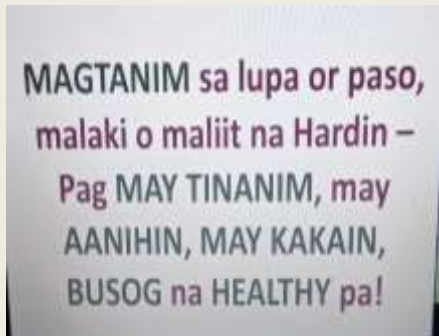 MAGTANIM sa lupa or paso,
malaki o maliit na Hardin –
Pag MAY TINANIM, may
AANIHIN, MAY KAKAIN,
BUSOG na HEALTHY pa!